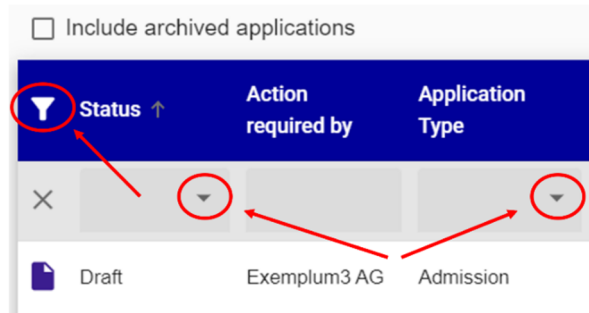 Include archived applications
Status ↑
Action
required by
Application
Type
Draft
Exemplum3 AG
Admission